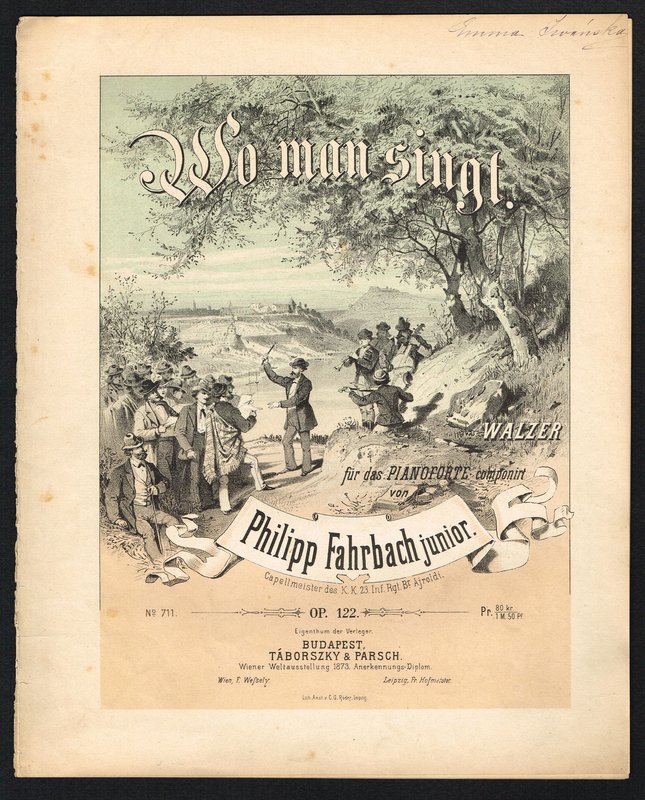 Emma Iwańska
Wo man singt.
WALZER
für das PIANOFORTE componirt
von
Philipp Fahrbach junior.
Capellmeister des K. K. 23. Inf. Rgt. Br. Ajroldi.
No. 711.
OP. 122.
Pr. 80 kr.
1 M. 50 Pf
Eigenthum der Verleger.
BUDAPEST,
TÁBORSZKY & PARSCH.
Wiener Weltausstellung 1873. Anerkennungs-Diplom.
Wien, F. Weſsely.
Leipzig, Fr. Hofmeister.
Lith. Anst. v. C. G. Röder, Leipzig.